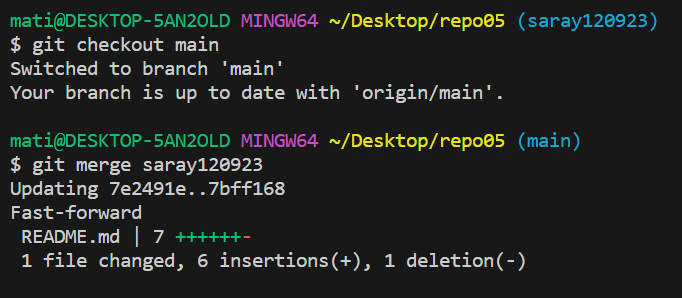 mati@DESKTOP-5AN2OLD MINGW64 ~/Desktop/repo05 (saray120923)
$ git checkout main
Switched to branch 'main'
Your branch is up to date with 'origin/main'.
mati@DESKTOP-5AN2OLD MINGW64 ~/Desktop/repo05 (main)
$ git merge saray120923
Updating 7e2491e..7bff168
Fast-forward
README.md | 7 ++++++-
1 file changed, 6 insertions(+), 1 deletion(-)